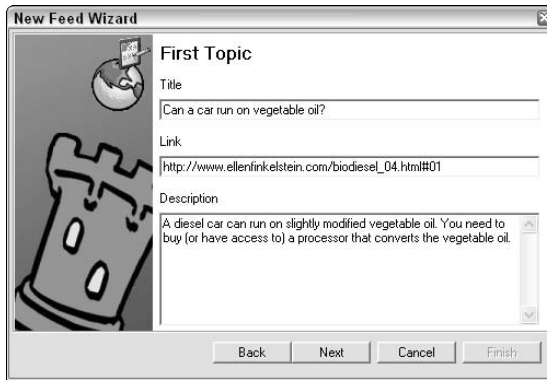 New Feed Wizard
First Topic
Title
Can a car run on vegetable oil?
Link
http://www.ellenfinkelstein.com/biodiesel_04.html#01
Description
A diesel car can run on slightly modified vegetable oil. You need to
buy (or have access to) a processor that converts the vegetable oil.
Back Next Cancel Finish